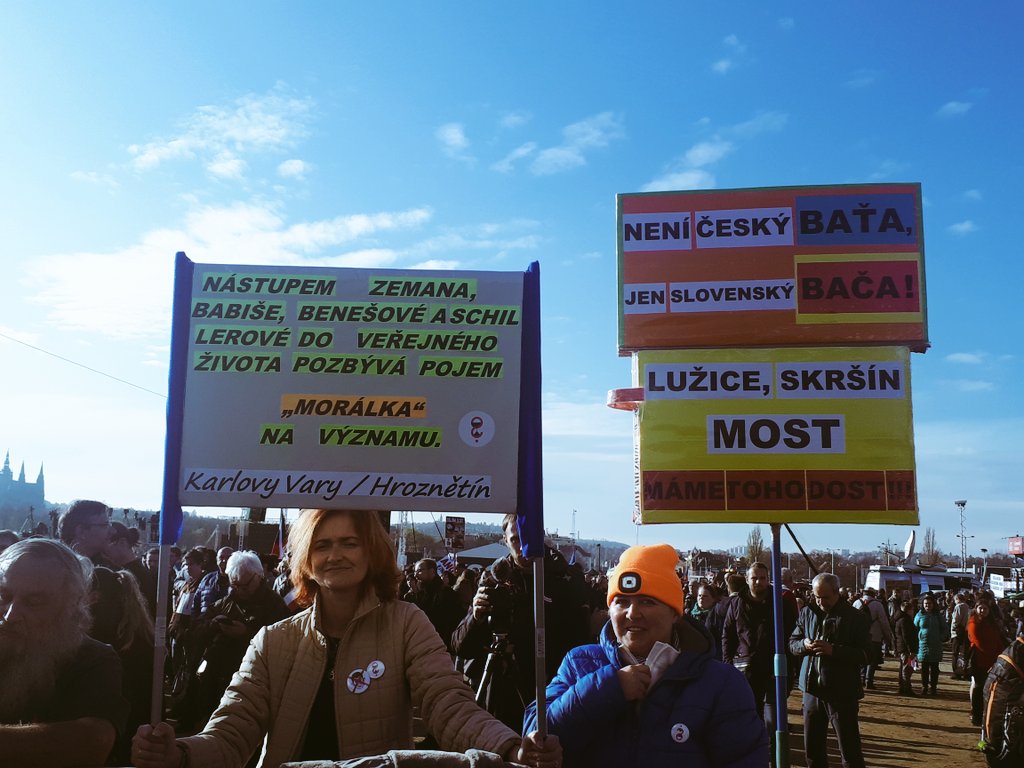 NÁSTUPEM ZEMANA,
BABIŠE, BENEŠOVÉ A SCHIL
LEROVÉ DO VEŘEJNÉHO
ŽIVOTA POZBÝVÁ POJEM
„MORÁLKA“
NA VÝZNAMU.
Karlovy Vary / Hroznětín
NENÍ ČESKÝ BAŤA,
JEN SLOVENSKÝ BAČA!
LUŽICE, SKRŠÍN
MOST
MÁME TOHO DOST!!!